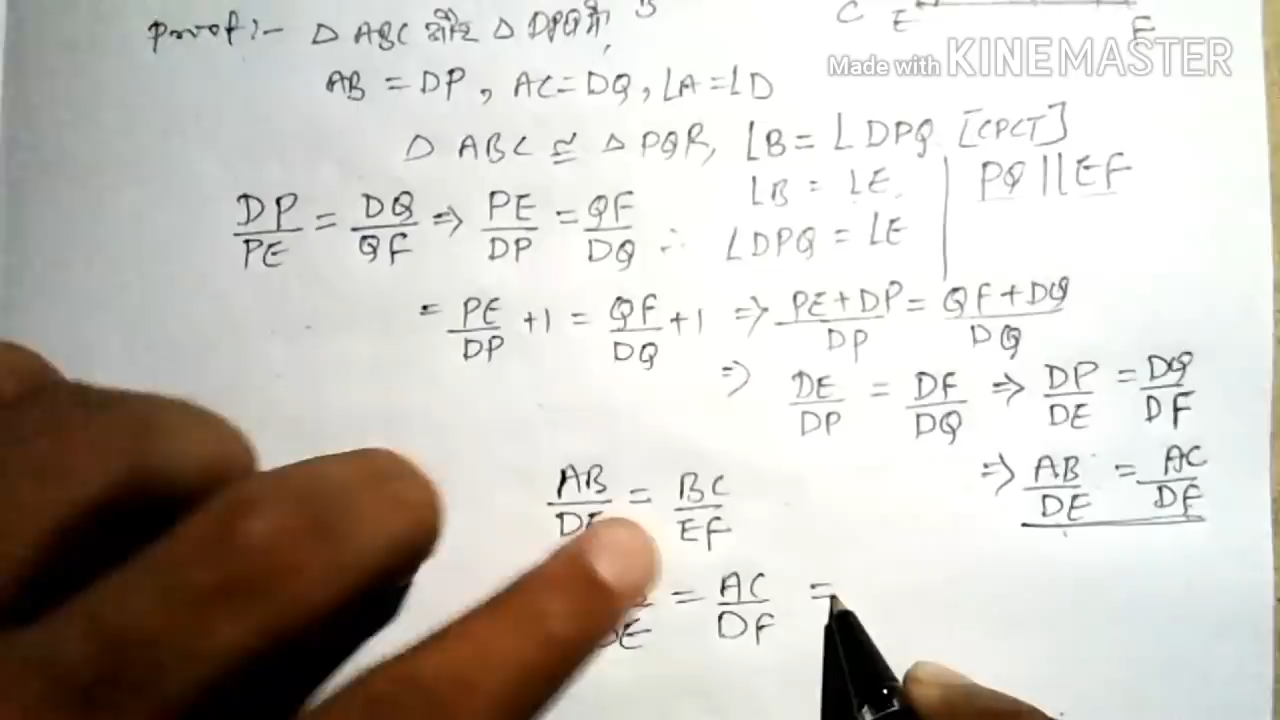 Proof:- △ ABC और △ DPQ में, B
C E F
Made with KINEMASTER
AB = DP, AC=DQ, ∠A=∠D
△ ABC ≅ △ PQR, ∠B = ∠DPQ [CPCT]
∠B = ∠E | PQ || EF
DP/PE = DQ/QF ⇒ PE/DP = QF/DQ ∴ ∠DPQ = ∠E
= PE/DP +1 = QF/DQ +1 ⇒ PE+DP/DP = QF+DQ/DQ
⇒ DE/DP = DF/DQ ⇒ DP/DE = DQ/DF
⇒ AB/DE = AC/DF
AB/DE = BC/EF
DE = AC/DF =